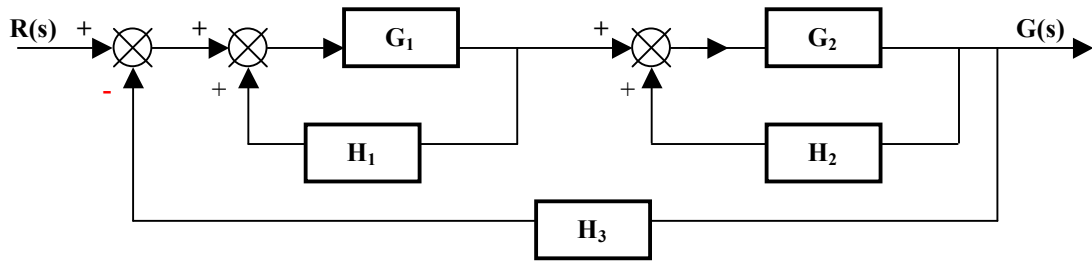 R(s) + + G₁ + G₂ G(s)
- + +
H₁ H₂
H₃